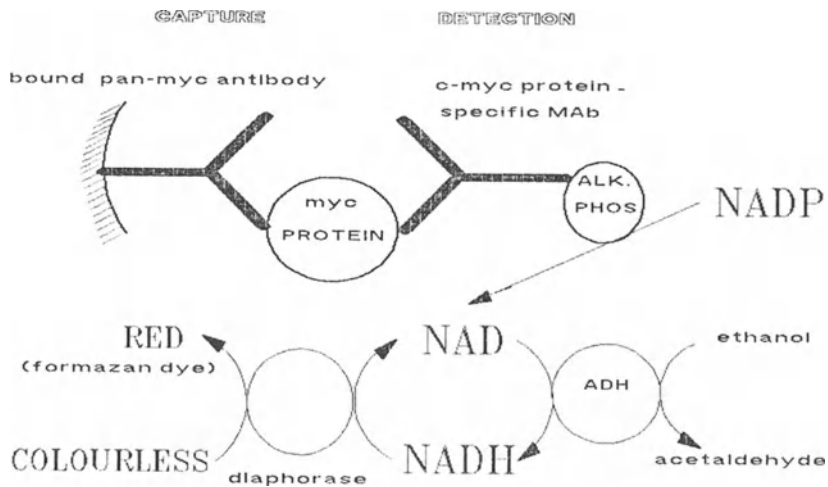 CAPTURE
DETECTION
bound pan-myc antibody
c-myc protein -
specific MAb
myc
PROTEIN
ALK.
PHOS
NADP
RED
(formazan dye)
NAD
ethanol
ADH
COLOURLESS
diaphorase
NADH
acetaldehyde